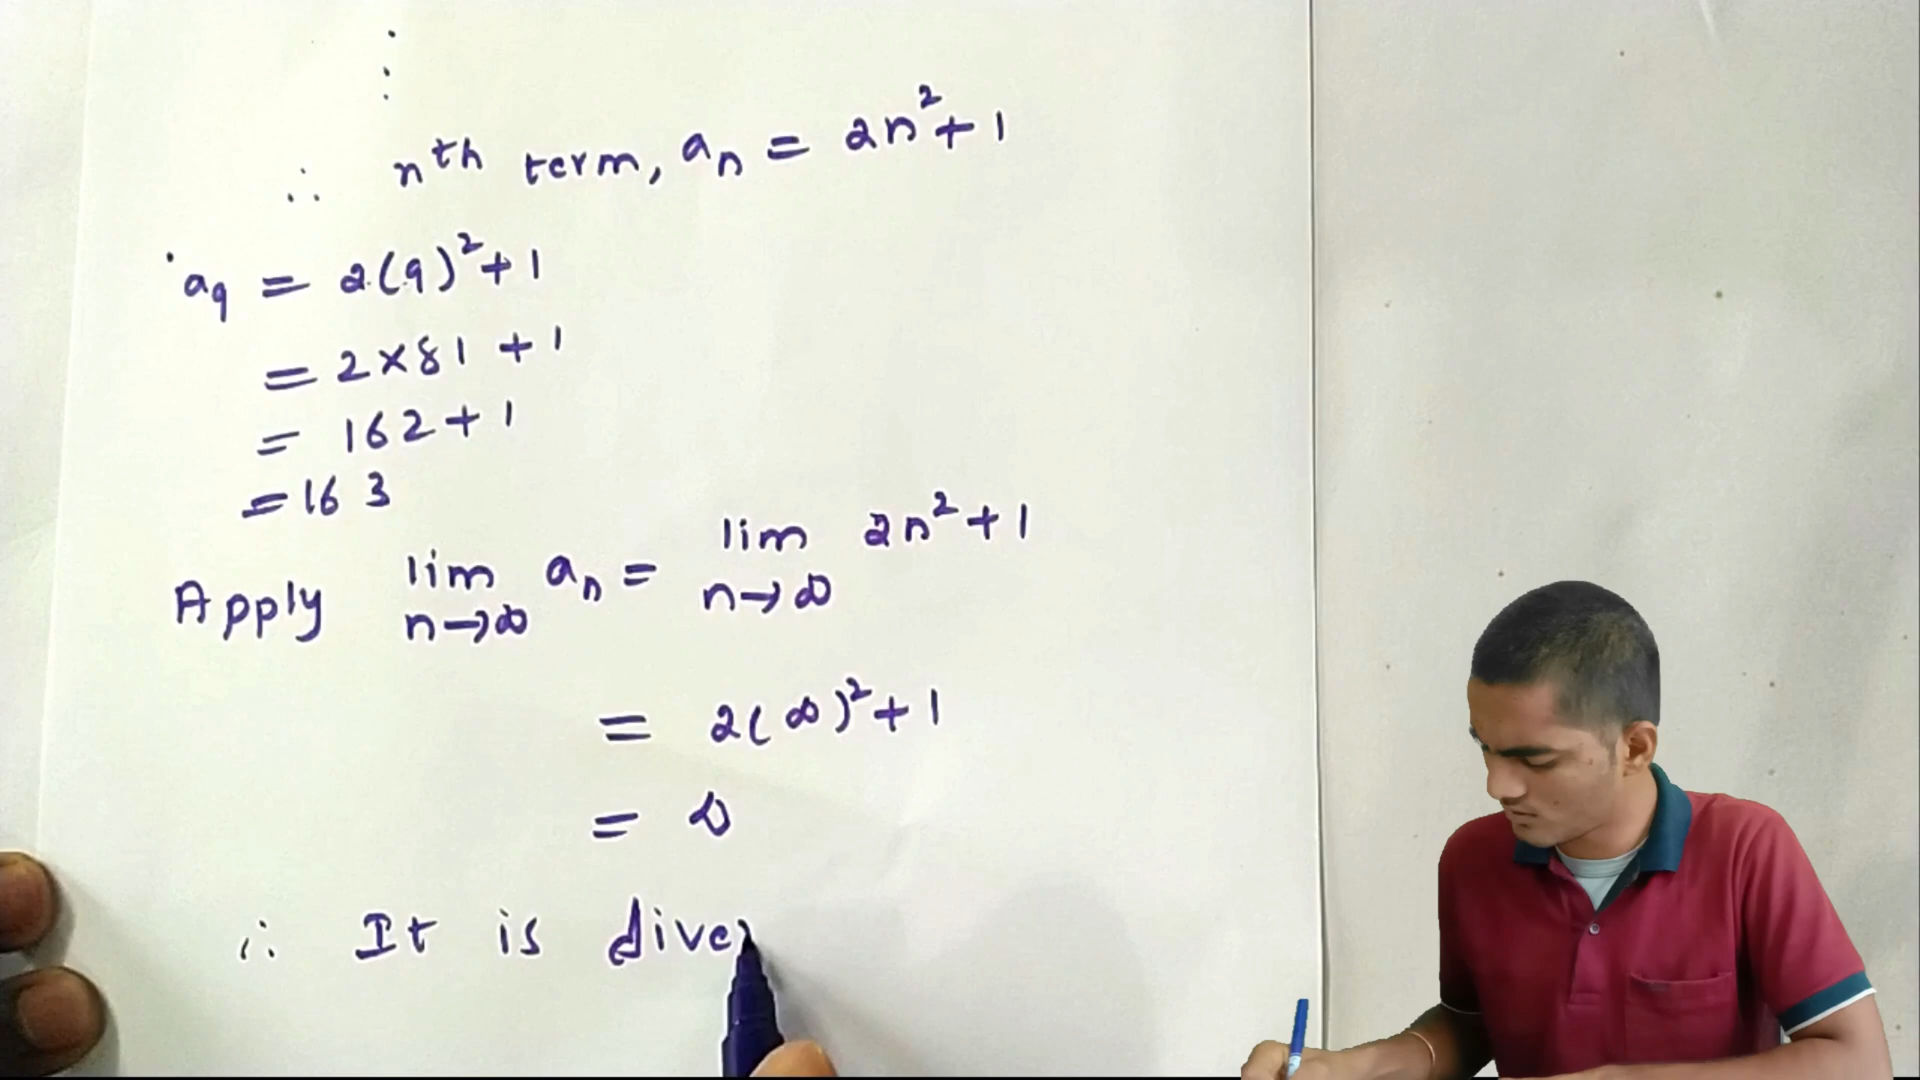 ∴ nth term, aₙ = 2n² + 1
a₉ = 2(9)² + 1
= 2×81 + 1
= 162 + 1
= 163
Apply lim n→∞ aₙ = lim n→∞ 2n² + 1
= 2(∞)² + 1
= ∞
∴ It is diver